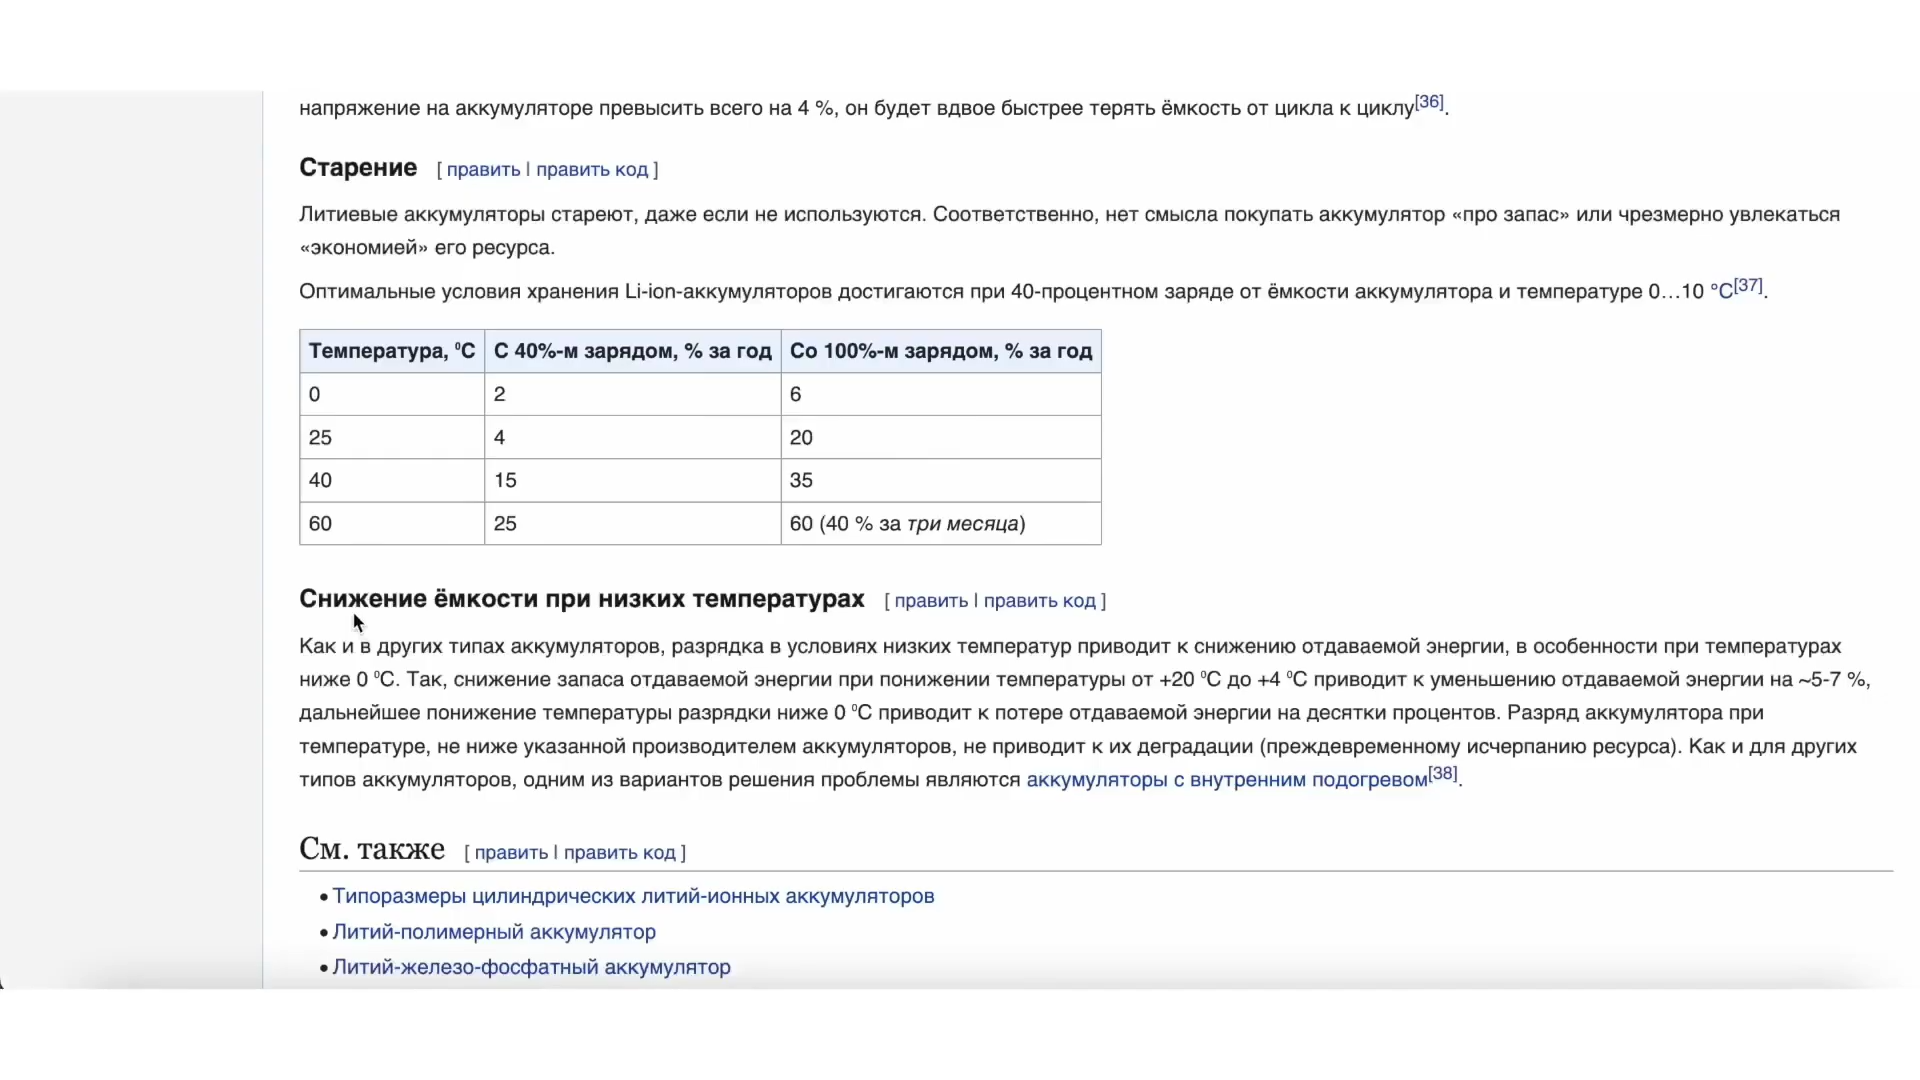 напряжение на аккумуляторе превысить всего на 4 %, он будет вдвое быстрее терять ёмкость от цикла к циклу[36].
Старение [ править | править код ]
Литиевые аккумуляторы стареют, даже если не используются. Соответственно, нет смысла покупать аккумулятор «про запас» или чрезмерно увлекаться
«экономией» его ресурса.
Оптимальные условия хранения Li-ion-аккумуляторов достигаются при 40-процентном заряде от ёмкости аккумулятора и температуре 0…10 °C[37].
Температура, ⁰C С 40%-м зарядом, % за год Со 100%-м зарядом, % за год
0 2 6
25 4 20
40 15 35
60 25 60 (40 % за три месяца)
Снижение ёмкости при низких температурах [ править | править код ]
Как и в других типах аккумуляторов, разрядка в условиях низких температур приводит к снижению отдаваемой энергии, в особенности при температурах
ниже 0 ⁰C. Так, снижение запаса отдаваемой энергии при понижении температуры от +20 ⁰C до +4 ⁰C приводит к уменьшению отдаваемой энергии на ~5-7 %,
дальнейшее понижение температуры разрядки ниже 0 ⁰C приводит к потере отдаваемой энергии на десятки процентов. Разряд аккумулятора при
температуре, не ниже указанной производителем аккумуляторов, не приводит к их деградации (преждевременному исчерпанию ресурса). Как и для других
типов аккумуляторов, одним из вариантов решения проблемы являются аккумуляторы с внутренним подогревом[38].
См. также [ править | править код ]
• Типоразмеры цилиндрических литий-ионных аккумуляторов
• Литий-полимерный аккумулятор
• Литий-железо-фосфатный аккумулятор